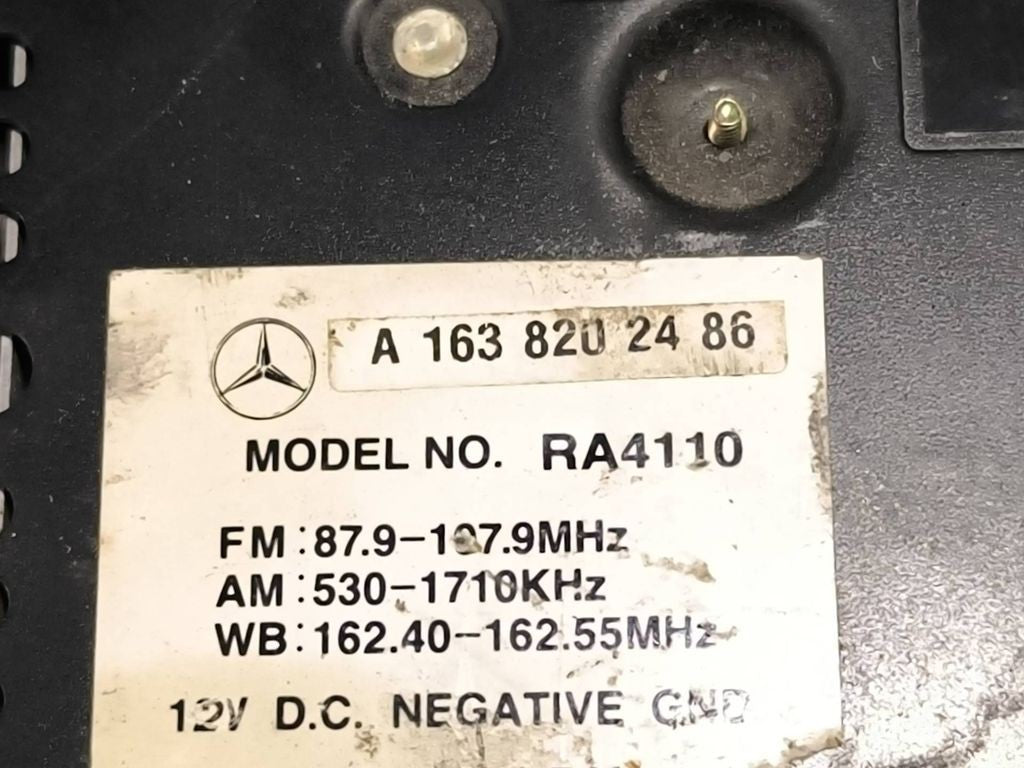 A 163 820 24 86
MODEL NO. RA4110
FM:87.9-107.9MHz
AM:530-1710KHz
WB:162.40-162.55MHz
12V D.C. NEGATIVE GND